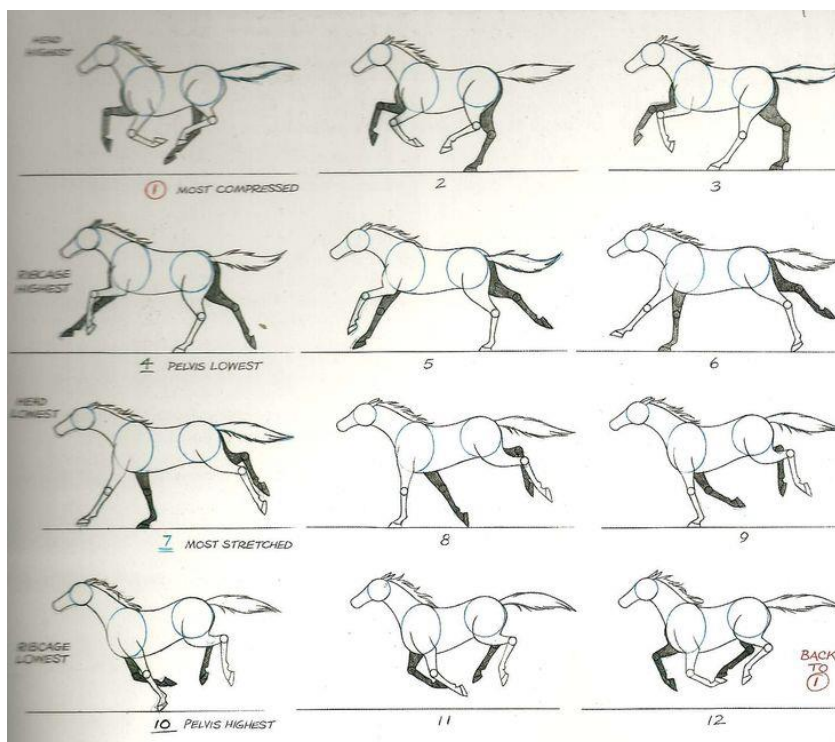 HEAD
HIGHEST
① MOST COMPRESSED
2
3
RIBCAGE
HIGHEST
4 PELVIS LOWEST
5
6
HEAD
LOWEST
7 MOST STRETCHED
8
9
RIBCAGE
LOWEST
10 PELVIS HIGHEST
11
12
BACK
TO
①